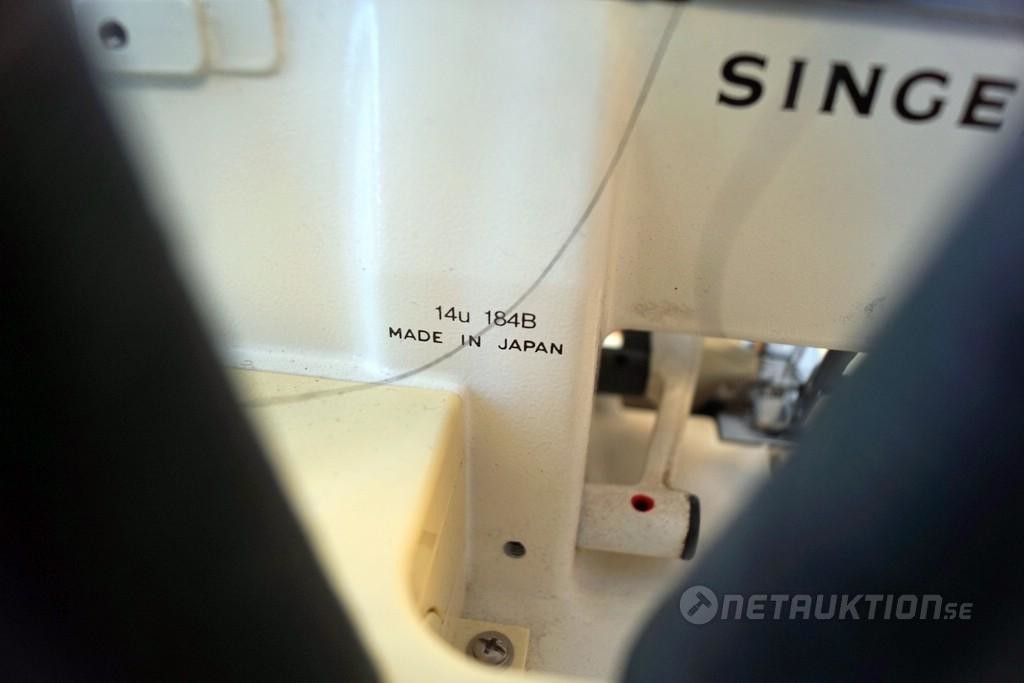 SINGE
14u 184B
MADE IN JAPAN
NETAUKTION.SE